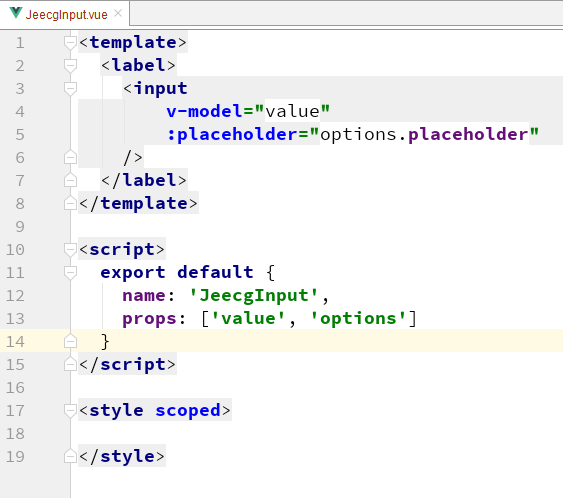 JeecgInput.vue
1 <template>
2   <label>
3     <input
4         v-model="value"
5         :placeholder="options.placeholder"
6     />
7   </label>
8 </template>
9
10 <script>
11   export default {
12     name: 'JeecgInput',
13     props: ['value', 'options']
14   }
15 </script>
16
17 <style scoped>
18
19 </style>